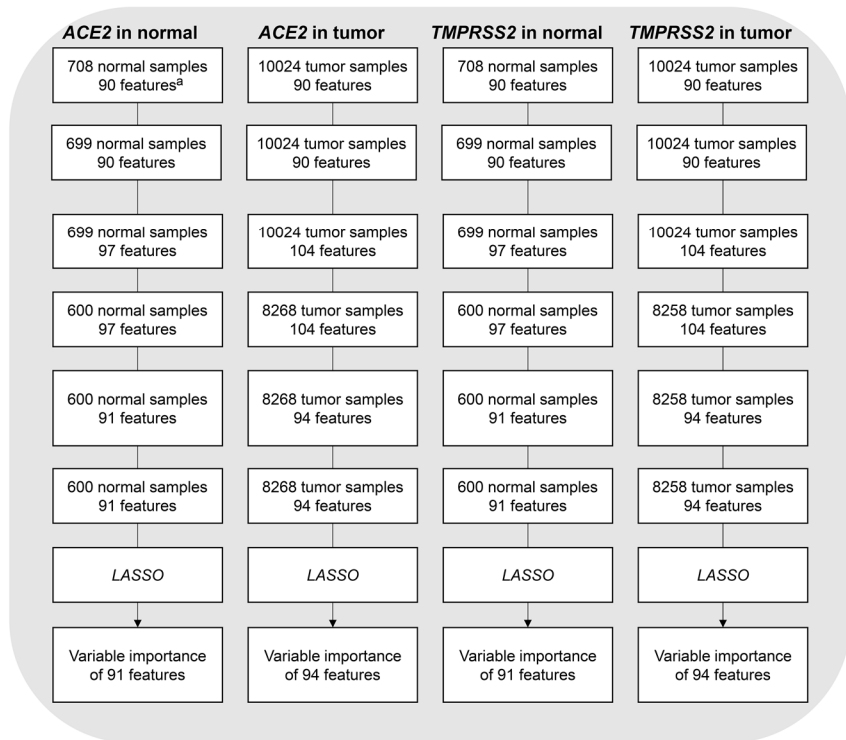 ACE2 in normal
708 normal samples
90 featuresa
699 normal samples
90 features
699 normal samples
97 features
600 normal samples
97 features
600 normal samples
91 features
600 normal samples
91 features
LASSO
Variable importance
of 91 features
ACE2 in tumor
10024 tumor samples
90 features
10024 tumor samples
90 features
10024 tumor samples
104 features
8268 tumor samples
104 features
8268 tumor samples
94 features
8268 tumor samples
94 features
LASSO
Variable importance
of 94 features
TMPRSS2 in normal
708 normal samples
90 features
699 normal samples
90 features
699 normal samples
97 features
600 normal samples
97 features
600 normal samples
91 features
600 normal samples
91 features
LASSO
Variable importance
of 91 features
TMPRSS2 in tumor
10024 tumor samples
90 features
10024 tumor samples
90 features
10024 tumor samples
104 features
8258 tumor samples
104 features
8258 tumor samples
94 features
8258 tumor samples
94 features
LASSO
Variable importance
of 94 features